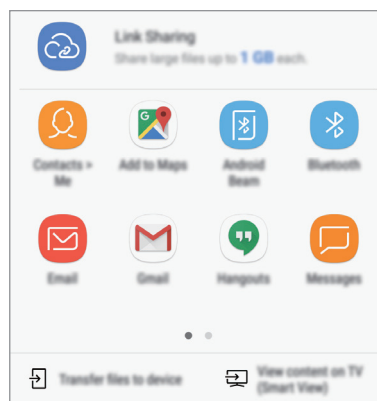 Link Sharing
Share large files up to 1 GB each.
Contacts > Me
Add to Maps
Android Beam
Bluetooth
Email
Gmail
Hangouts
Messages
Transfer files to device
View content on TV
(Smart View)